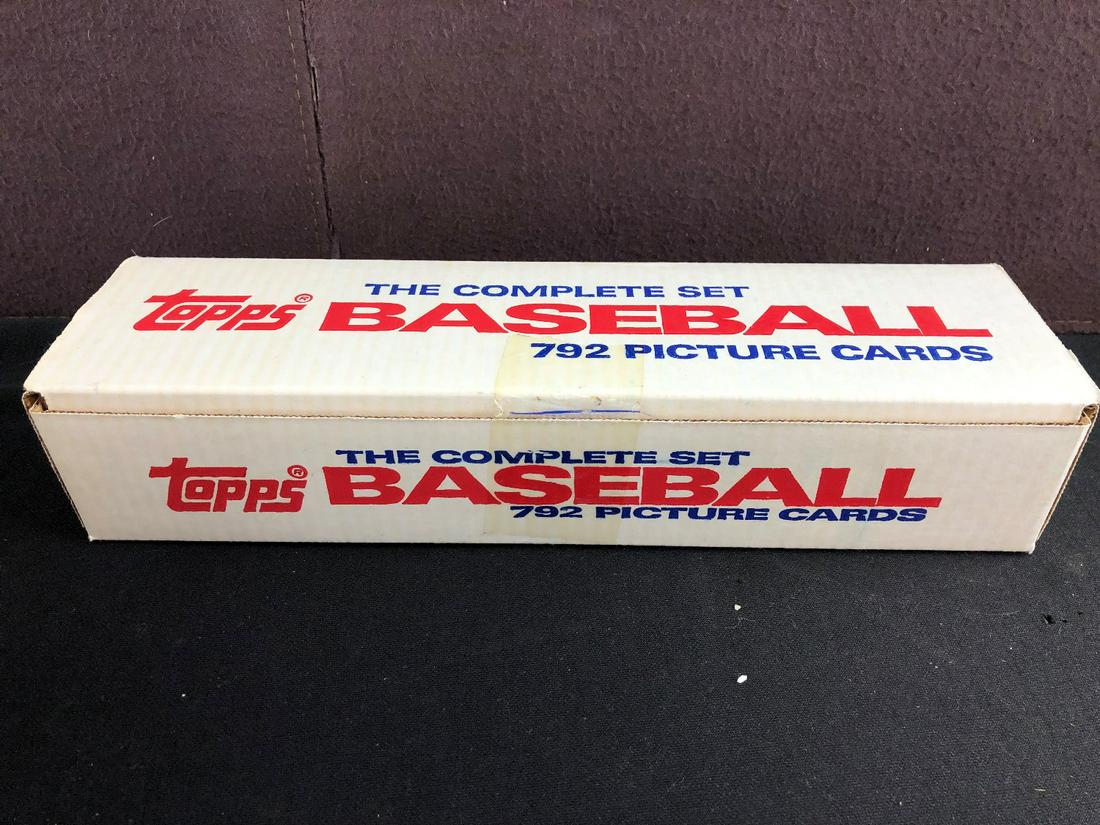 THE COMPLETE SET
topps® BASEBALL
792 PICTURE CARDS
THE COMPLETE SET
topps® BASEBALL
792 PICTURE CARDS